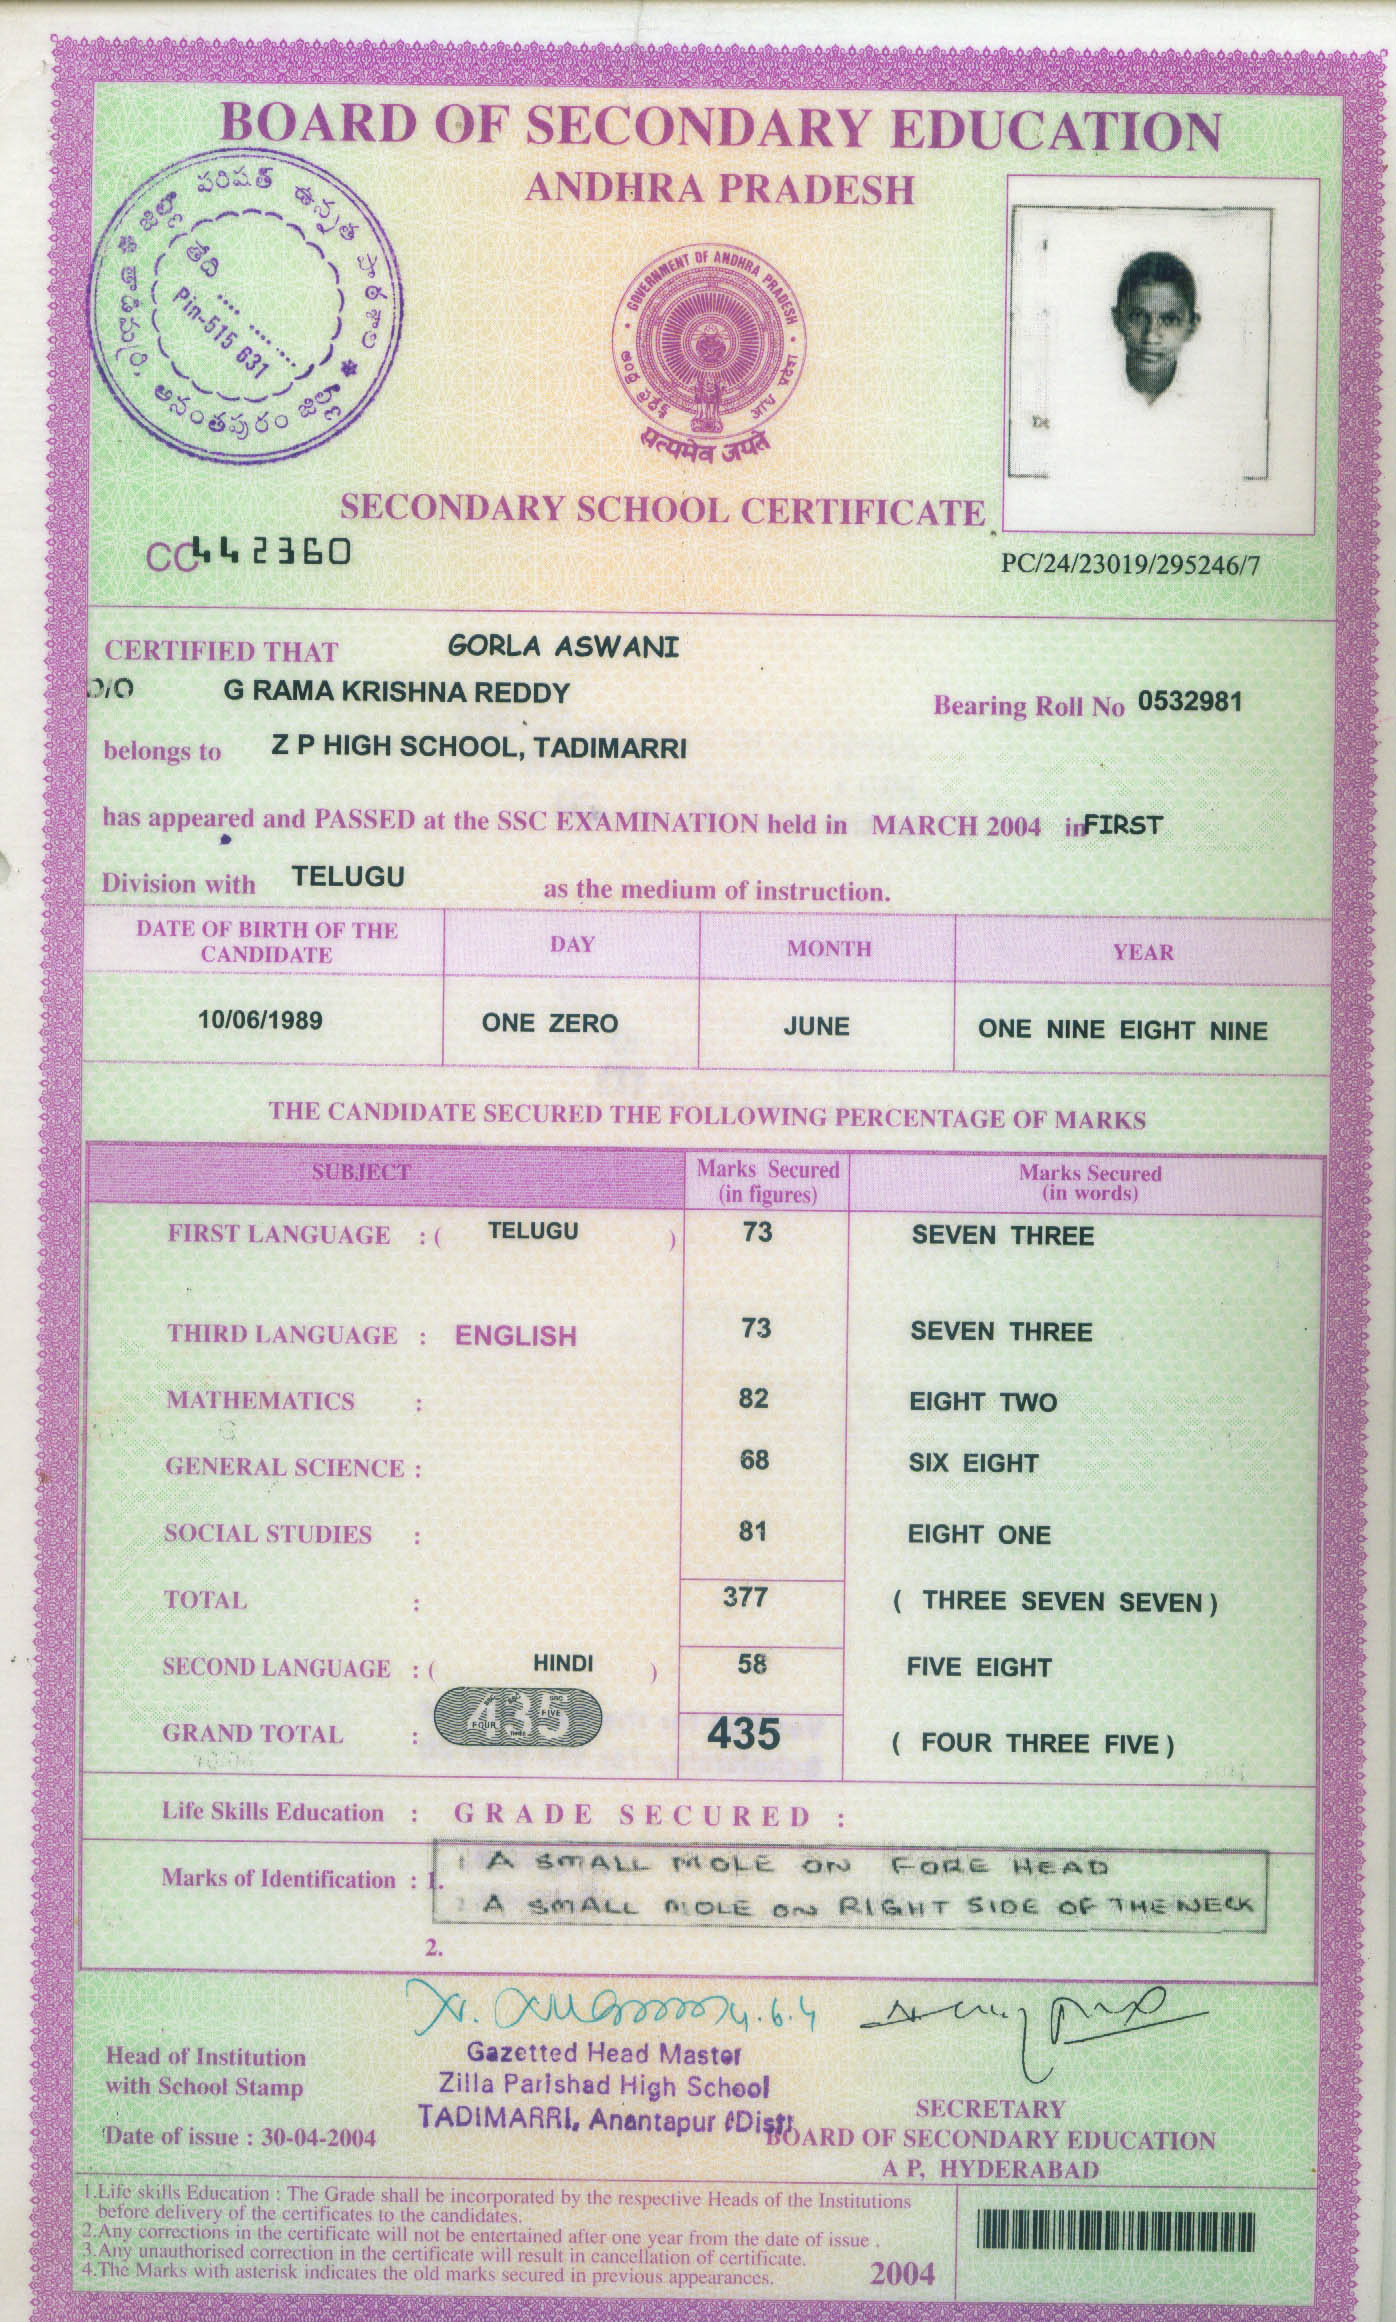 BOARD OF SECONDARY EDUCATION
ANDHRA PRADESH
జిల్లా పరిషత్ ఉన్నత పాఠశాల
తాడిమర్రి, అనంతపురం జిల్లా
తేది .... .... ....
Pin-515 631
GOVERNMENT OF ANDHRA PRADESH
सत्यमेव जयते
SECONDARY SCHOOL CERTIFICATE
CC 442360
PC/24/23019/295246/7
CERTIFIED THAT GORLA ASWANI
D/O G RAMA KRISHNA REDDY
Bearing Roll No 0532981
belongs to Z P HIGH SCHOOL, TADIMARRI
has appeared and PASSED at the SSC EXAMINATION held in MARCH 2004 in FIRST
Division with TELUGU as the medium of instruction.
DATE OF BIRTH OF THE CANDIDATE DAY MONTH YEAR
10/06/1989 ONE ZERO JUNE ONE NINE EIGHT NINE
THE CANDIDATE SECURED THE FOLLOWING PERCENTAGE OF MARKS
SUBJECT Marks Secured (in figures) Marks Secured (in words)
FIRST LANGUAGE : ( TELUGU ) 73 SEVEN THREE
THIRD LANGUAGE : ENGLISH 73 SEVEN THREE
MATHEMATICS : 82 EIGHT TWO
GENERAL SCIENCE : 68 SIX EIGHT
SOCIAL STUDIES : 81 EIGHT ONE
TOTAL : 377 ( THREE SEVEN SEVEN )
SECOND LANGUAGE : ( HINDI ) 58 FIVE EIGHT
GRAND TOTAL : 435 435 ( FOUR THREE FIVE )
Life Skills Education : GRADE SECURED :
Marks of Identification : 1.
1 A SMALL MOLE ON FORE HEAD
2 A SMALL MOLE ON RIGHT SIDE OF THE NECK
2.
4.6.4
Head of Institution
with School Stamp
Gazetted Head Master
Zilla Parishad High School
TADIMARRI, Anantapur (Dist)
Date of issue : 30-04-2004
SECRETARY
BOARD OF SECONDARY EDUCATION
A P, HYDERABAD
1.Life skills Education : The Grade shall be incorporated by the respective Heads of the Institutions
before delivery of the certificates to the candidates.
2.Any corrections in the certificate will not be entertained after one year from the date of issue .
3.Any unauthorised correction in the certificate will result in cancellation of certificate.
4.The Marks with asterisk indicates the old marks secured in previous appearances.
2004